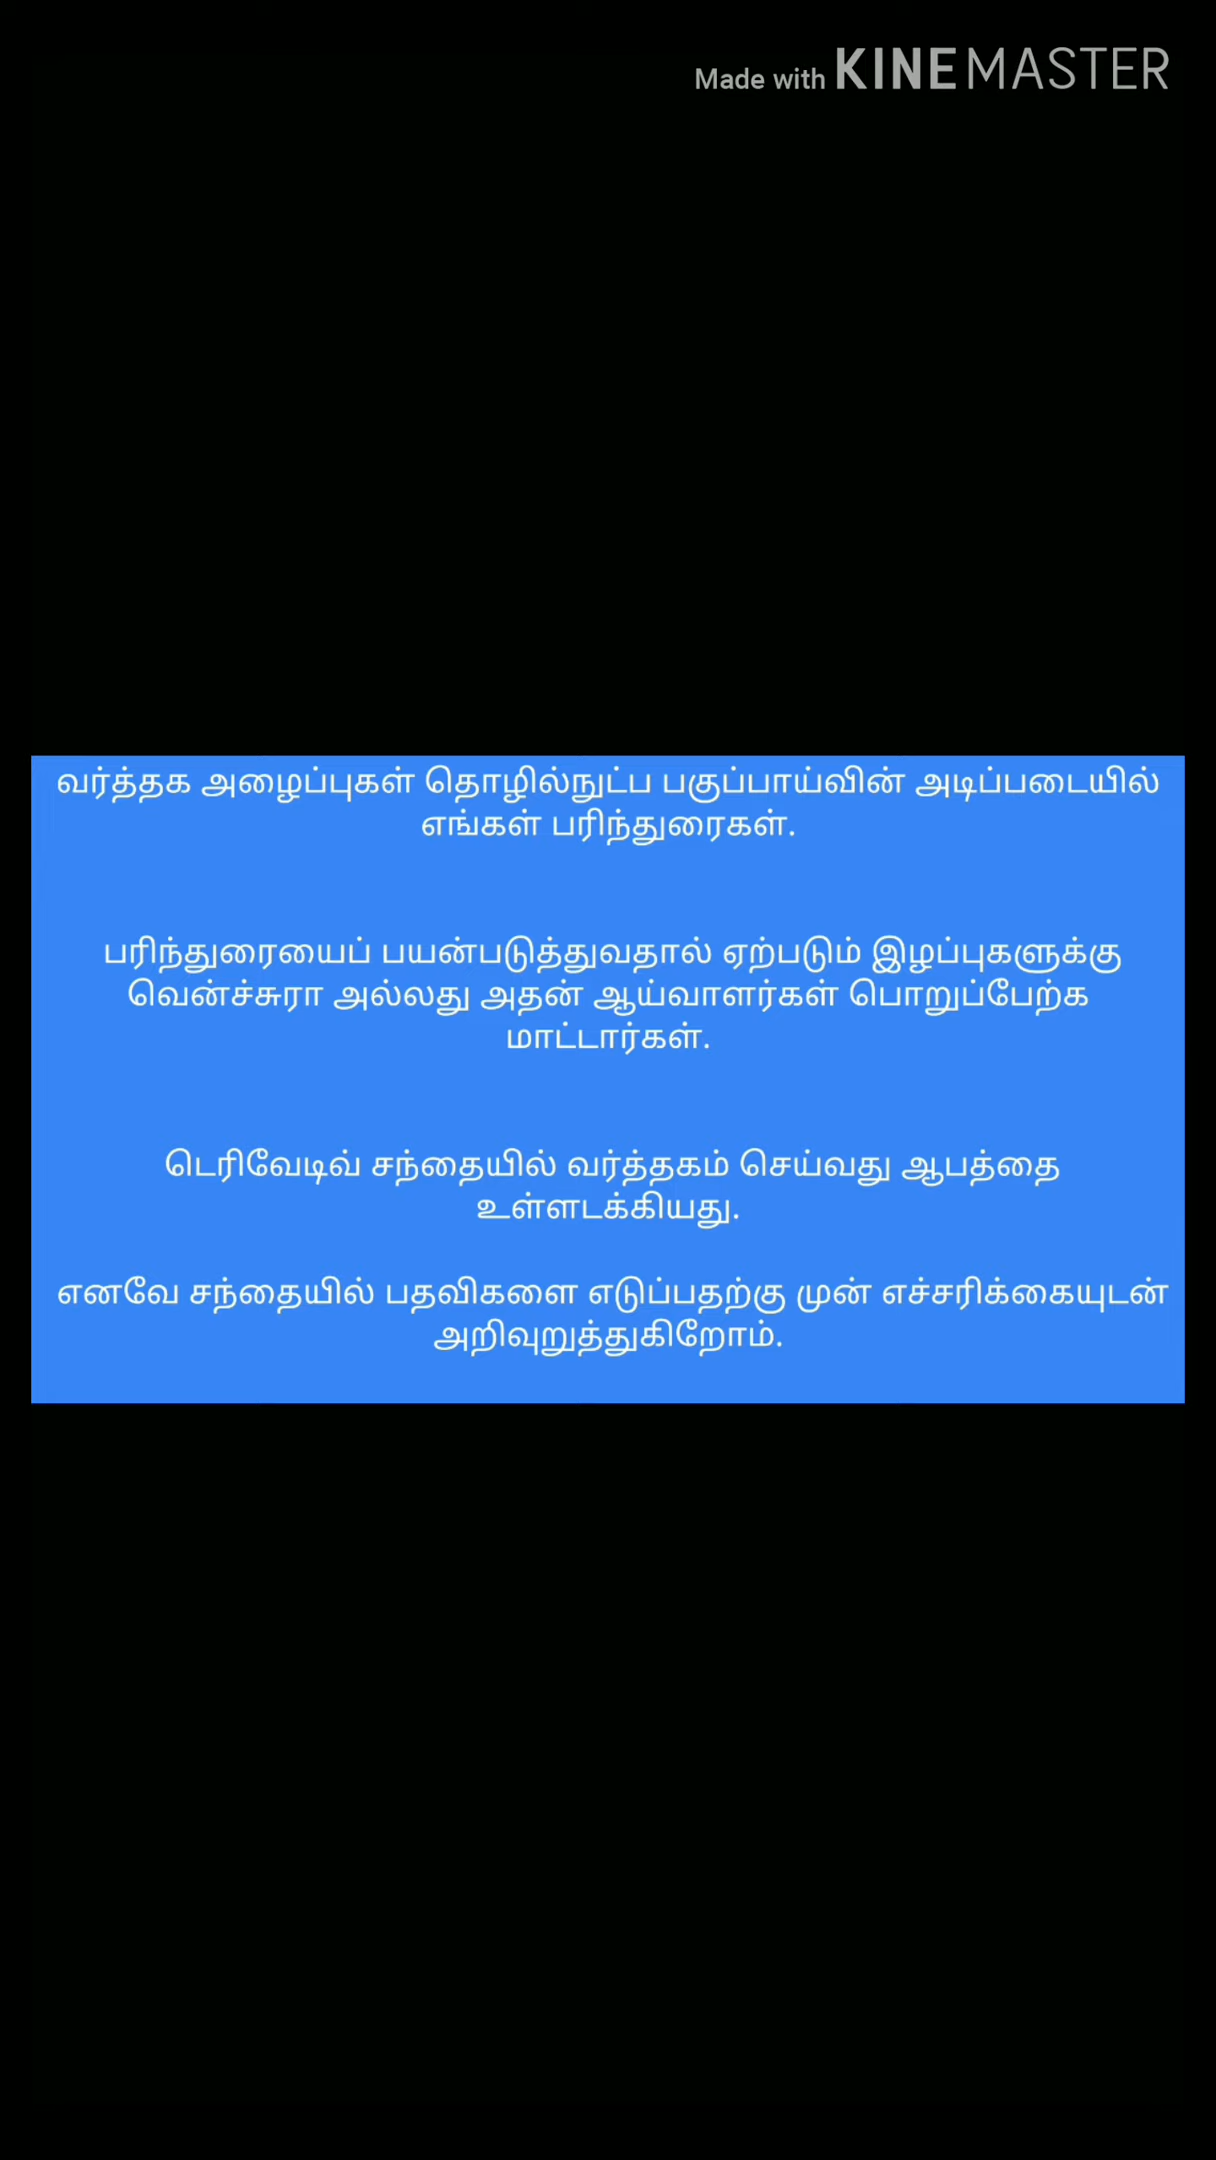 Made with KINEMASTER
வர்த்தக அழைப்புகள் தொழில்நுட்ப பகுப்பாய்வின் அடிப்படையில்
எங்கள் பரிந்துரைகள்.
பரிந்துரையைப் பயன்படுத்துவதால் ஏற்படும் இழப்புகளுக்கு
வென்ச்சுரா அல்லது அதன் ஆய்வாளர்கள் பொறுப்பேற்க
மாட்டார்கள்.
டெரிவேடிவ் சந்தையில் வர்த்தகம் செய்வது ஆபத்தை
உள்ளடக்கியது.
எனவே சந்தையில் பதவிகளை எடுப்பதற்கு முன் எச்சரிக்கையுடன்
அறிவுறுத்துகிறோம்.